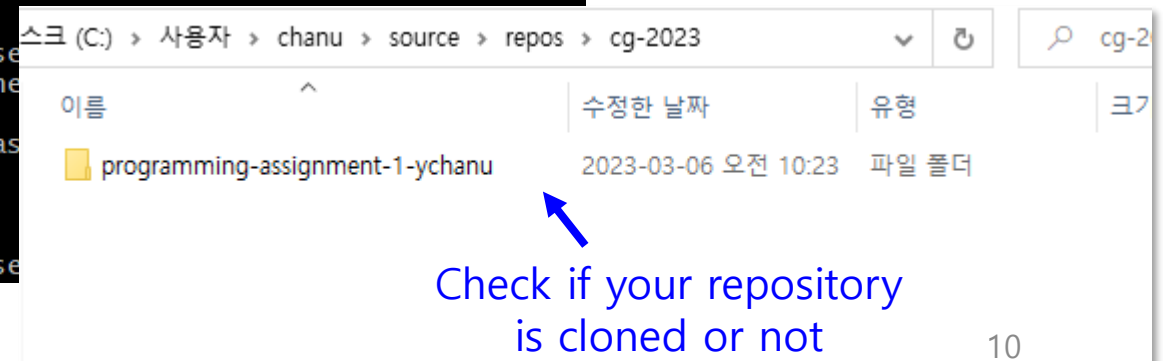 스크 (C:) > 사용자 > chanu > source > repos > cg-2023
이름 수정한 날짜 유형
programming-assignment-1-ychanu 2023-03-06 오전 10:23 파일 폴더
Check if your repository
is cloned or not
10